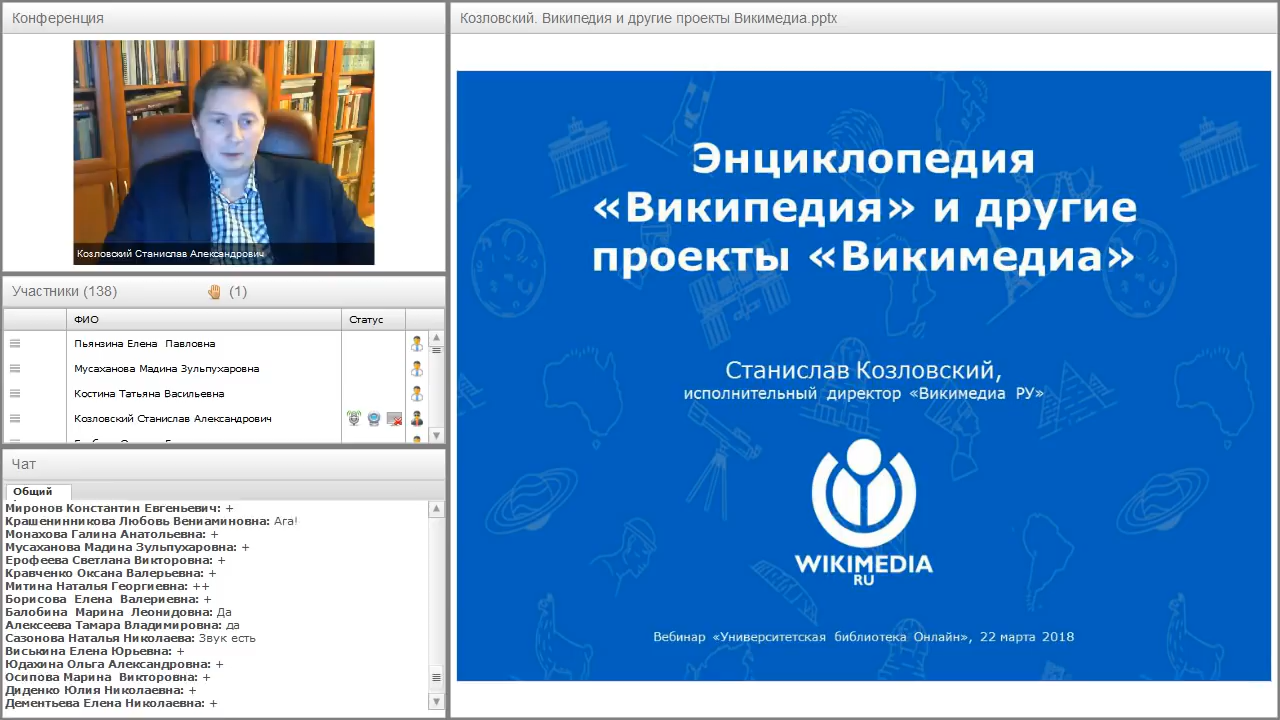 Конференция
Козловский Станислав Александрович
Участники (138)
(1)
ФИО
Статус
Пьянзина Елена Павловна
Мусаханова Мадина Зульпухаровна
Костина Татьяна Васильевна
Козловский Станислав Александрович
Чат
Общий
Миронов Константин Евгеньевич: +
Крашенинникова Любовь Вениаминовна: Ага!
Монахова Галина Анатольевна: +
Мусаханова Мадина Зульпухаровна: +
Ерофеева Светлана Викторовна: +
Кравченко Оксана Валерьевна: +
Митина Наталья Георгиевна: ++
Борисова Елена Валериевна: +
Балобина Марина Леонидовна: Да
Алексеева Тамара Владимировна: да
Сазонова Наталья Николаева: Звук есть
Виськина Елена Юрьевна: +
Юдахина Ольга Александровна: +
Осипова Марина Викторовна: +
Диденко Юлия Николаевна: +
Дементьева Елена Николаевна: +
Козловский. Википедия и другие проекты Викимедиа.pptx
Энциклопедия
«Википедия» и другие
проекты «Викимедиа»
Станислав Козловский,
исполнительный директор «Викимедиа РУ»
WIKIMEDIA
RU
Вебинар «Университетская библиотека Онлайн», 22 марта 2018